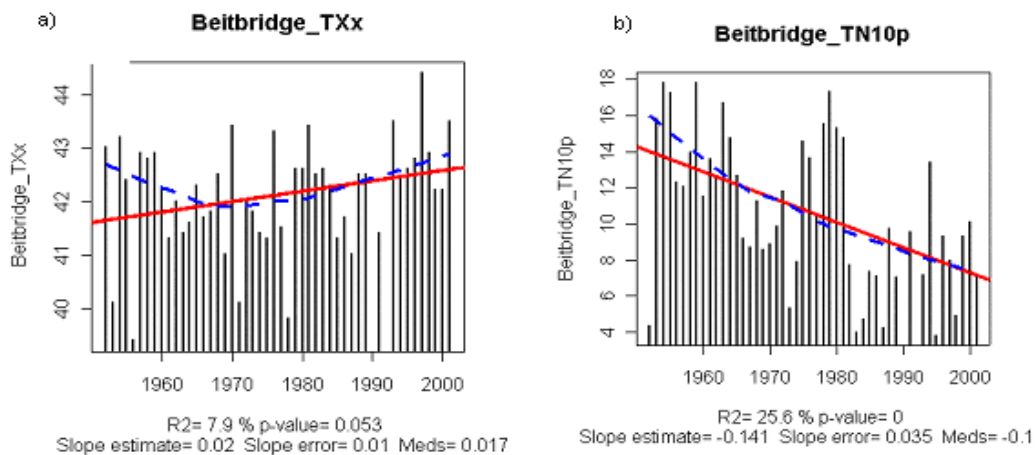 a)
Beitbridge_TXx
Beitbridge_TXx
44
43
42
41
40
1960 1970 1980 1990 2000
R2= 7.9 % p-value= 0.053
Slope estimate= 0.02 Slope error= 0.01 Meds= 0.017
b)
Beitbridge_TN10p
Beitbridge_TN10p
18
16
14
12
10
8
6
4
1960 1970 1980 1990 2000
R2= 25.6 % p-value= 0
Slope estimate= -0.141 Slope error= 0.035 Meds= -0.1